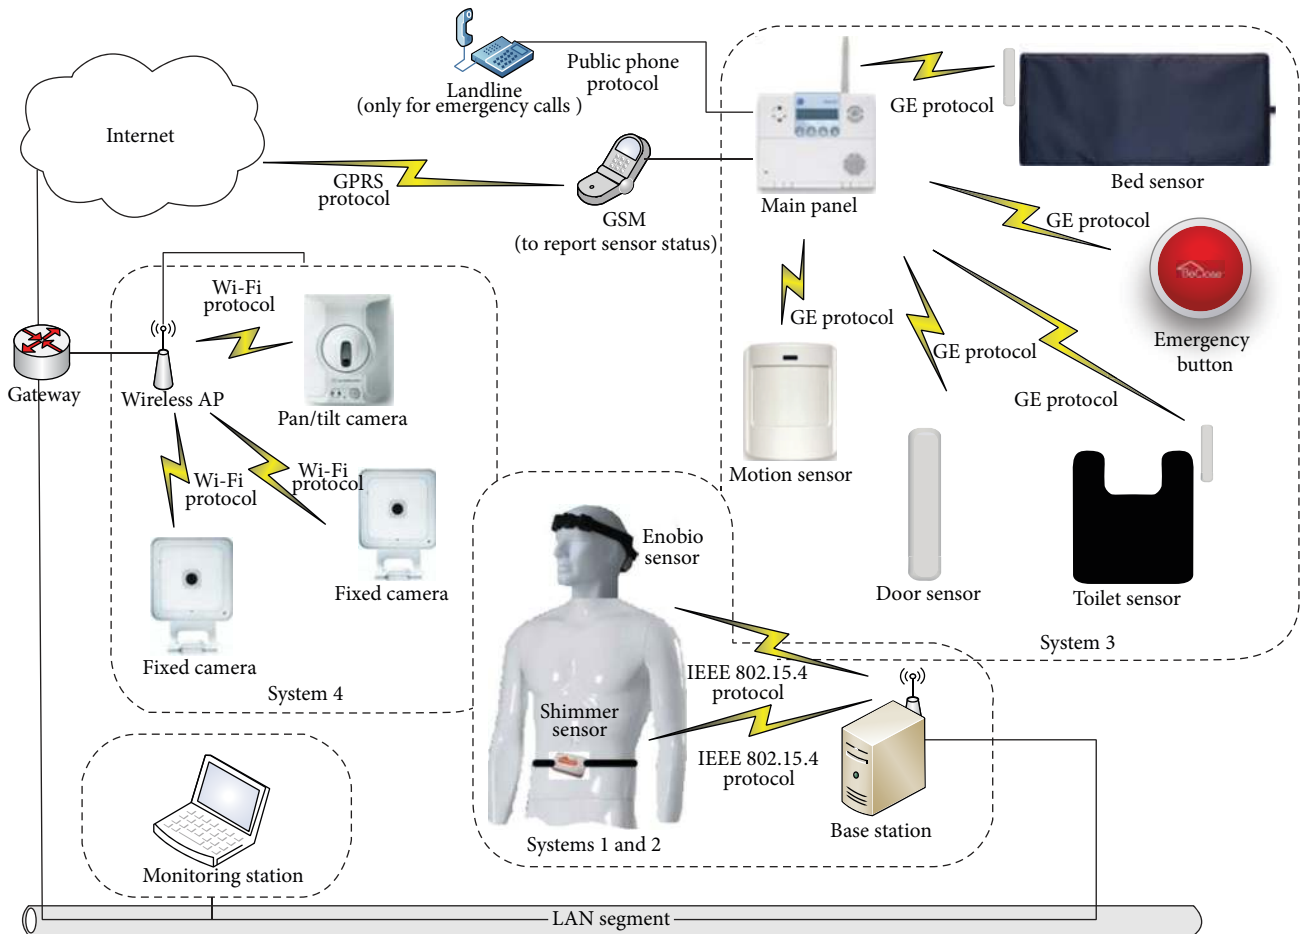 Landline
(only for emergency calls )
Public phone
protocol
GE protocol
Internet
GPRS
protocol
GSM
(to report sensor status)
Main panel
Bed sensor
GE protocol
BeClose
Emergency
button
GE protocol
GE protocol
GE protocol
Wi-Fi
protocol
Gateway
Wireless AP
Pan/tilt camera
Wi-Fi
protocol
Wi-Fi
protocol
Fixed camera
Fixed camera
System 4
Motion sensor
Door sensor
Toilet sensor
System 3
Enobio
sensor
IEEE 802.15.4
protocol
Shimmer
sensor
IEEE 802.15.4
protocol
Base station
Systems 1 and 2
Monitoring station
LAN segment